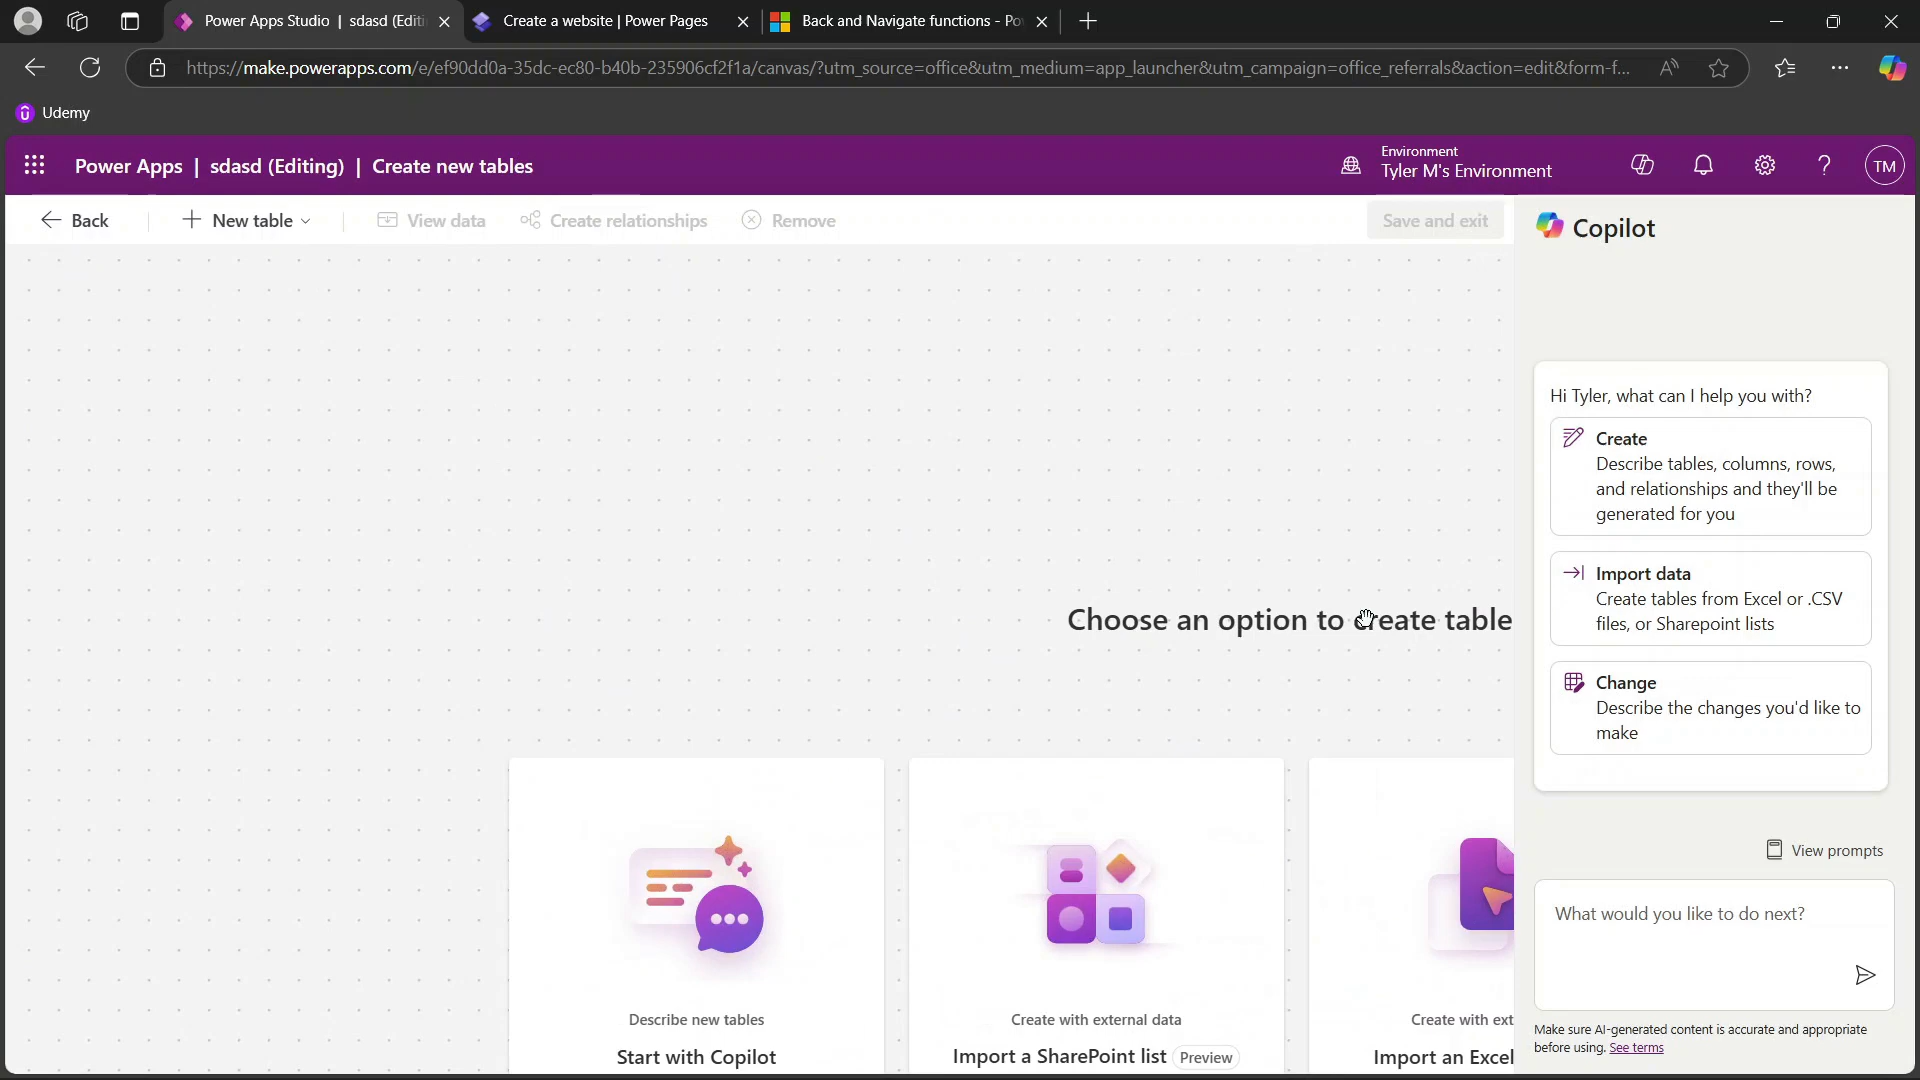 Power Apps Studio | sdasd (Editi
Create a website | Power Pages
Back and Navigate functions - Po
https://make.powerapps.com/e/ef90dd0a-35dc-ec80-b40b-235906cf2f1a/canvas/?utm_source=office&utm_medium=app_launcher&utm_campaign=office_referrals&action=edit&form-f...
Udemy
Power Apps | sdasd (Editing) | Create new tables
Environment
Tyler M's Environment
TM
Back
New table
View data
Create relationships
Remove
Save and exit
Copilot
Hi Tyler, what can I help you with?
Create
Describe tables, columns, rows,
and relationships and they'll be
generated for you
Import data
Create tables from Excel or .CSV
files, or Sharepoint lists
Change
Describe the changes you'd like to
make
Choose an option to create table
Describe new tables
Start with Copilot
Create with external data
Import a SharePoint list Preview
Create with ext
Import an Excel
View prompts
What would you like to do next?
Make sure AI-generated content is accurate and appropriate
before using. See terms